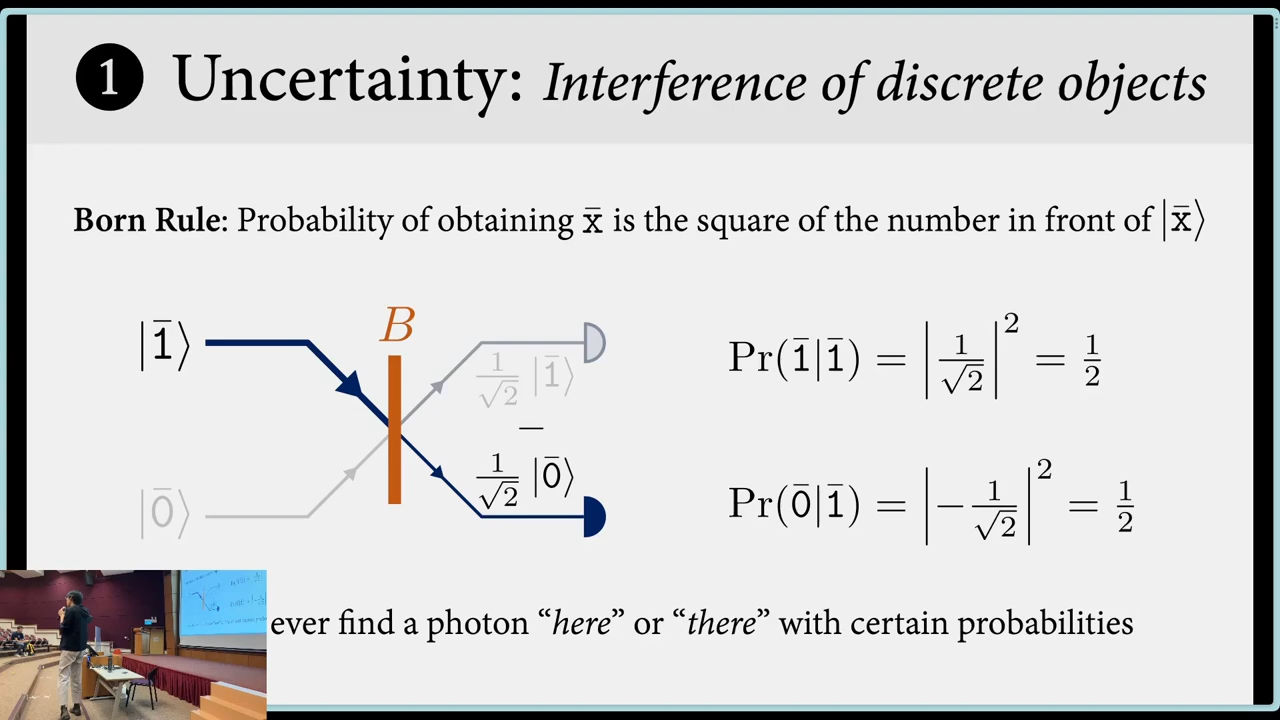 1 Uncertainty: Interference of discrete objects
Born Rule: Probability of obtaining x̄ is the square of the number in front of |x̄⟩
|1̄⟩
B
1/√2 |1̄⟩
−
1/√2 |0̄⟩
|0̄⟩
Pr(1̄|1̄) = |1/√2|² = 1/2
Pr(0̄|1̄) = |−1/√2|² = 1/2
ever find a photon “here” or “there” with certain probabilities